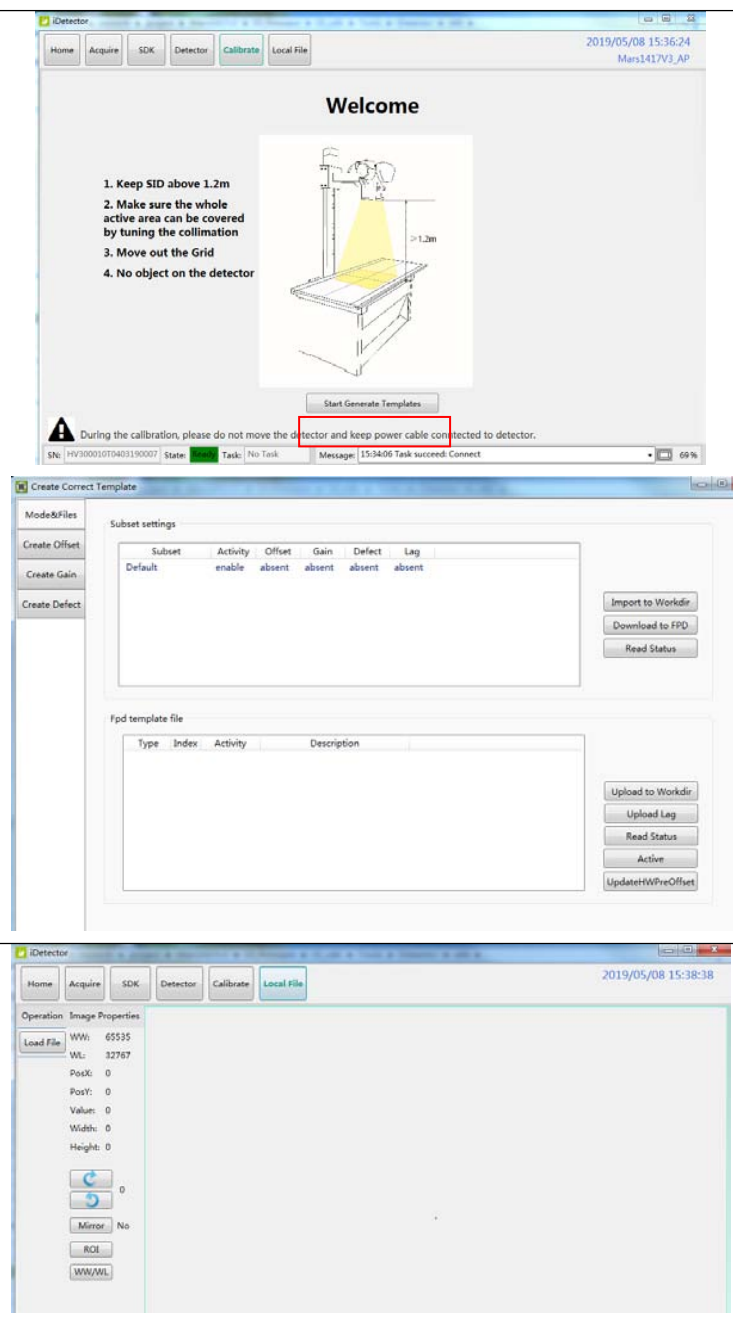 iDetector
Home Acquire SDK Detector Calibrate Local File
2019/05/08 15:36:24
Mars1417V3_AP
Welcome
1. Keep SID above 1.2m
2. Make sure the whole
active area can be covered
by tuning the collimation
3. Move out the Grid
4. No object on the detector
>1.2m
Start Generate Templates
During the calibration, please do not move the detector and keep power cable conntected to detector.
SN: HV300010T0403190007 State: Ready Task: No Task Message: 15:34:06 Task succeed: Connect 69%
Create Correct Template
Mode&Files
Create Offset
Create Gain
Create Defect
Subset settings
Subset Activity Offset Gain Defect Lag
Default enable absent absent absent absent
Import to Workdir
Download to FPD
Read Status
Fpd template file
Type Index Activity Description
Upload to Workdir
Upload Lag
Read Status
Active
UpdateHWPreOffset
iDetector
Home Acquire SDK Detector Calibrate Local File
2019/05/08 15:38:38
Operation Image Properties
Load File
WW: 65535
WL: 32767
PosX: 0
PosY: 0
Value: 0
Width: 0
Height: 0
0
Mirror No
ROI
WW/WL